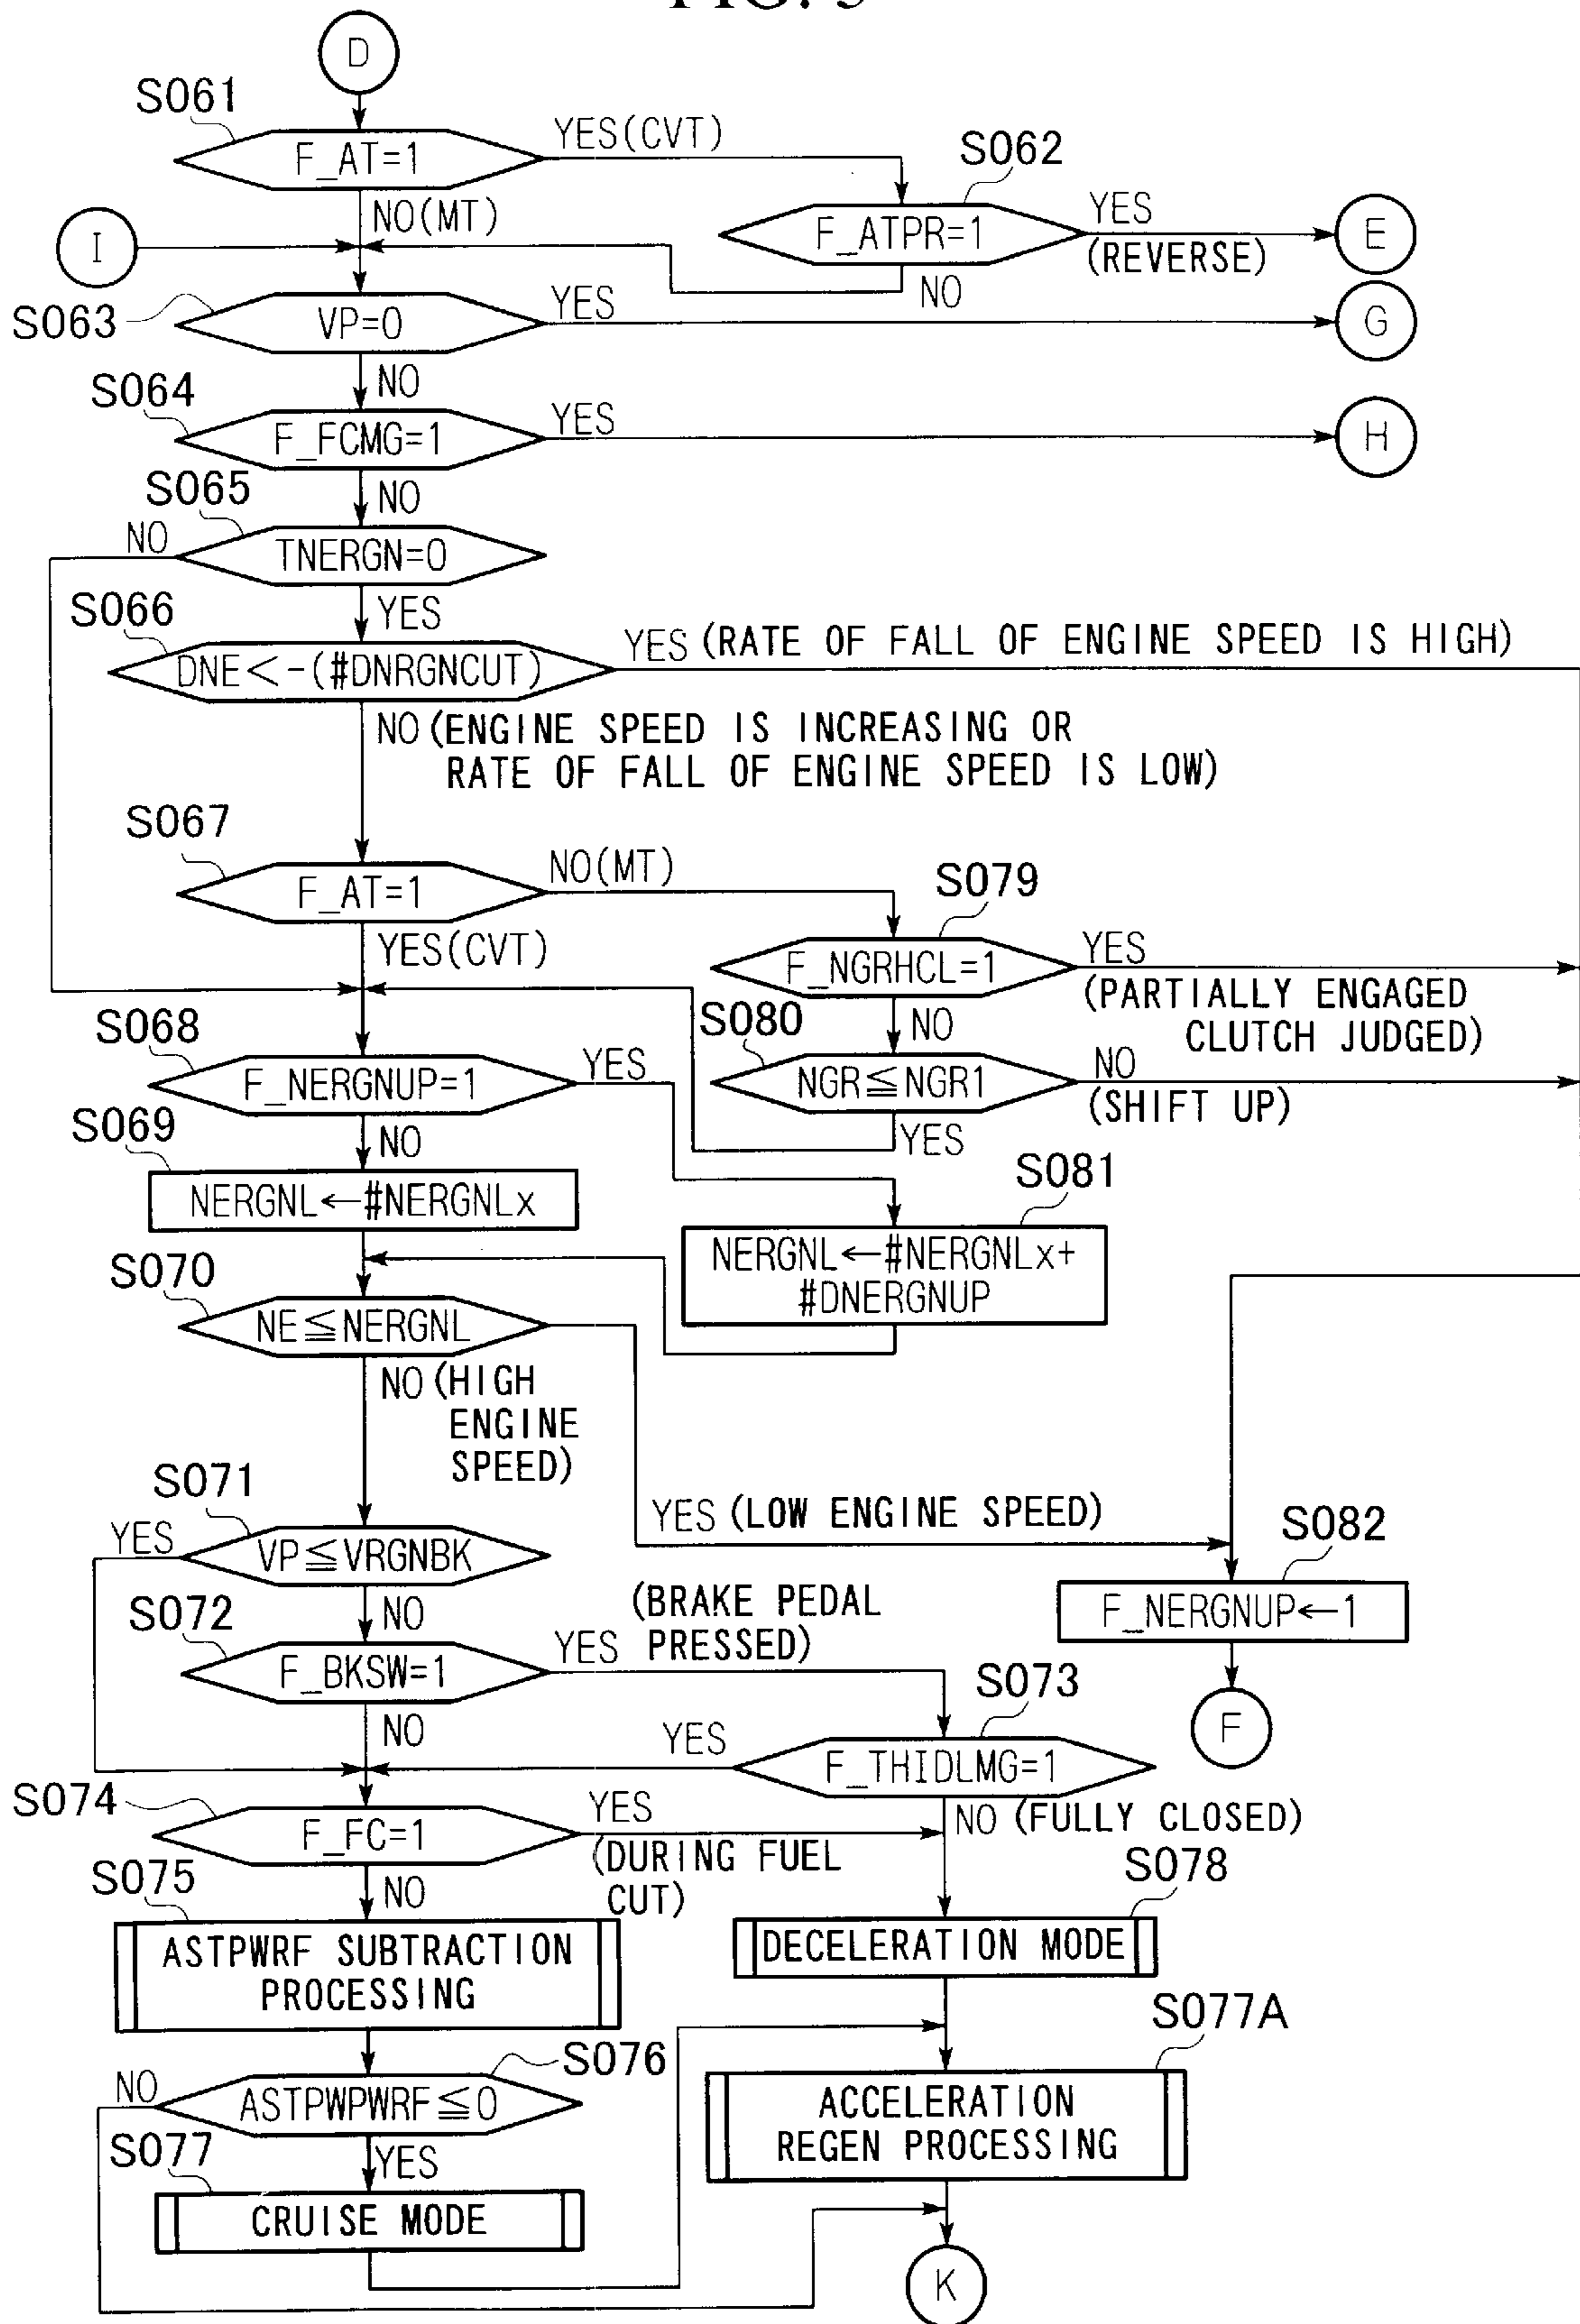 FIG. 5
D
S061
F_AT=1
YES(CVT)
S062
NO(MT)
I
F_ATPR=1
YES
(REVERSE)
E
NO
S063
VP=0
YES
G
NO
S064
F_FCMG=1
YES
H
NO
S065
NO
TNERGN=0
YES
S066
DNE<-(#DNRGNCUT)
YES (RATE OF FALL OF ENGINE SPEED IS HIGH)
NO (ENGINE SPEED IS INCREASING OR
RATE OF FALL OF ENGINE SPEED IS LOW)
S067
F_AT=1
NO(MT)
S079
YES(CVT)
F_NGRHCL=1
YES
(PARTIALLY ENGAGED
CLUTCH JUDGED)
NO
S080
NGR≦NGR1
NO
(SHIFT UP)
YES
S068
F_NERGNUP=1
YES
NO
S069
NERGNL←#NERGNLx
S081
NERGNL←#NERGNLx+
#DNERGNUP
S070
NE≦NERGNL
NO (HIGH
ENGINE
SPEED)
YES (LOW ENGINE SPEED)
S071
YES
VP≦VRGNBK
NO
S082
F_NERGNUP←1
F
S072
F_BKSW=1
(BRAKE PEDAL
YES PRESSED)
NO
S073
YES
F_THIDLMG=1
NO (FULLY CLOSED)
S074
F_FC=1
YES
(DURING FUEL
CUT)
NO
S075
ASTPWRF SUBTRACTION
PROCESSING
S078
DECELERATION MODE
S076
NO
ASTPWPWRF≦0
YES
S077A
ACCELERATION
REGEN PROCESSING
S077
CRUISE MODE
K